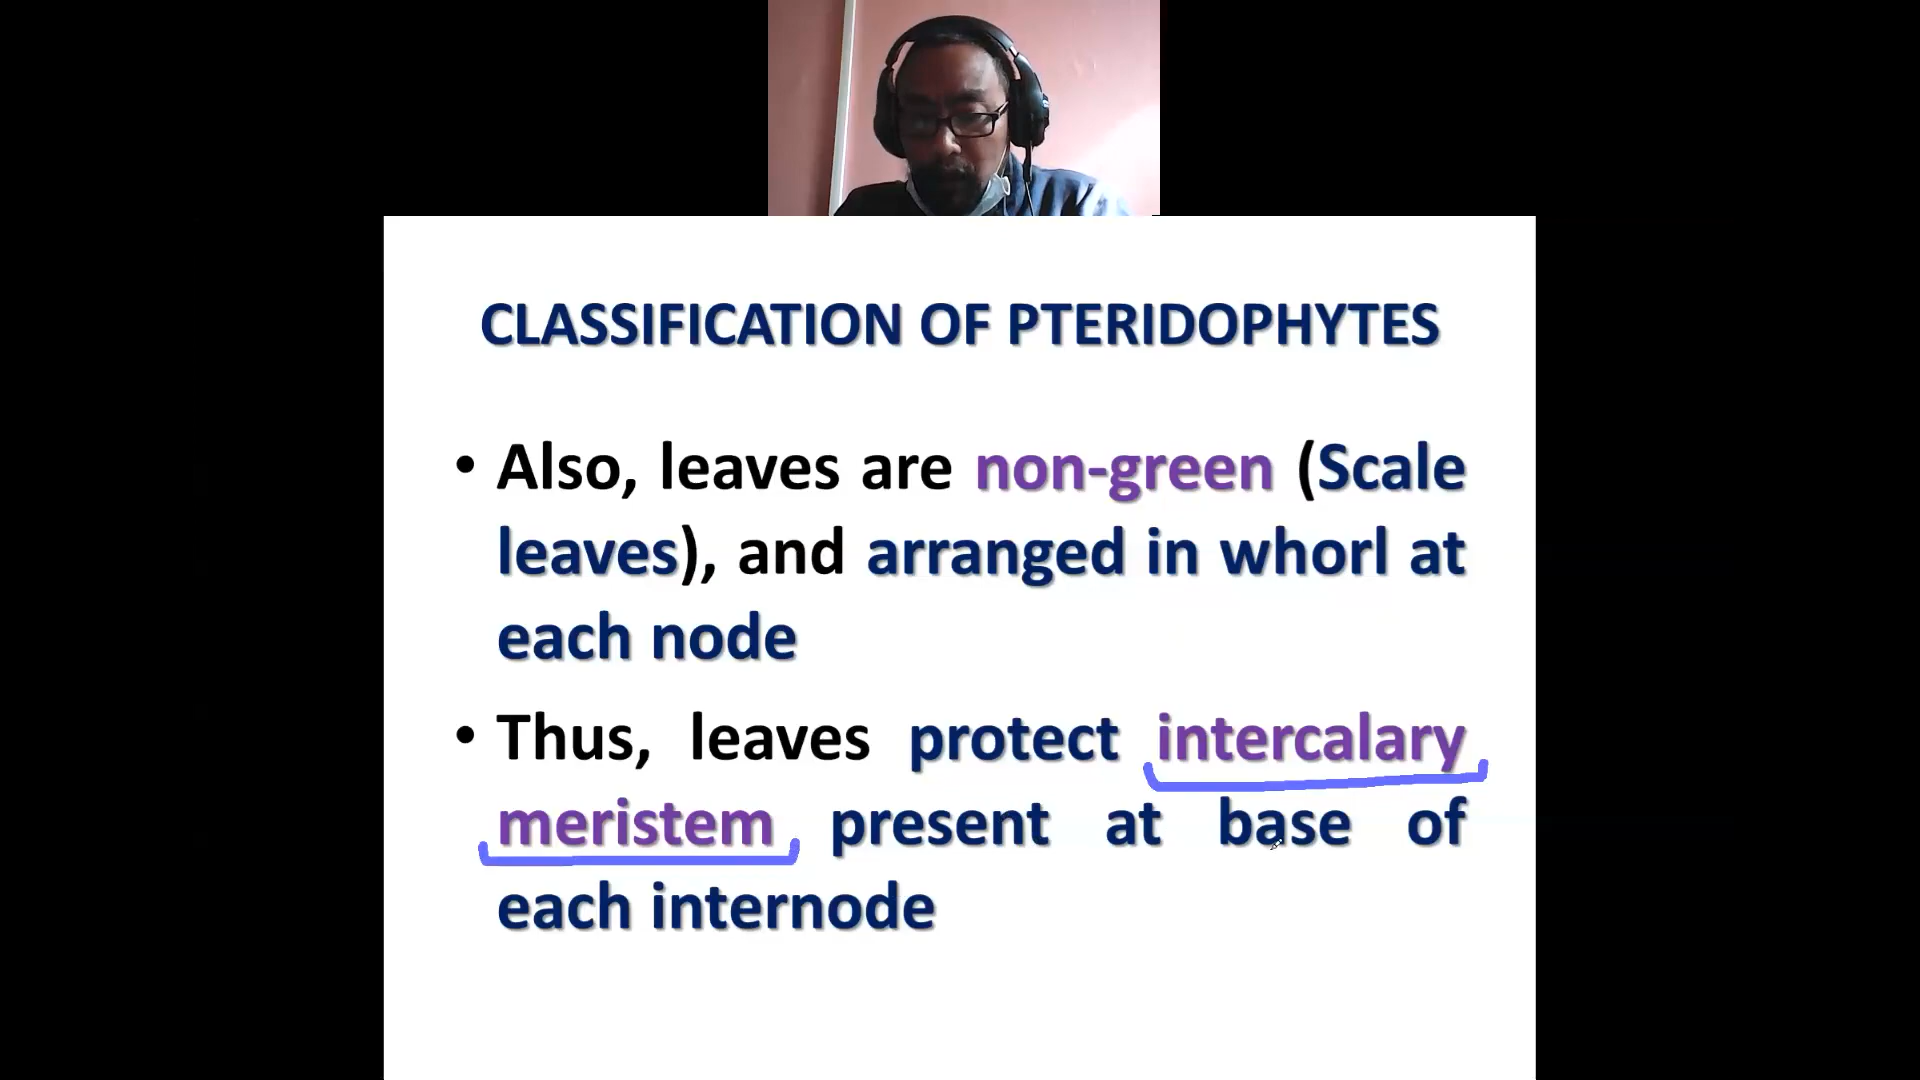 CLASSIFICATION OF PTERIDOPHYTES
• Also, leaves are non-green (Scale
leaves), and arranged in whorl at
each node
• Thus, leaves protect intercalary
meristem present at base of
each internode